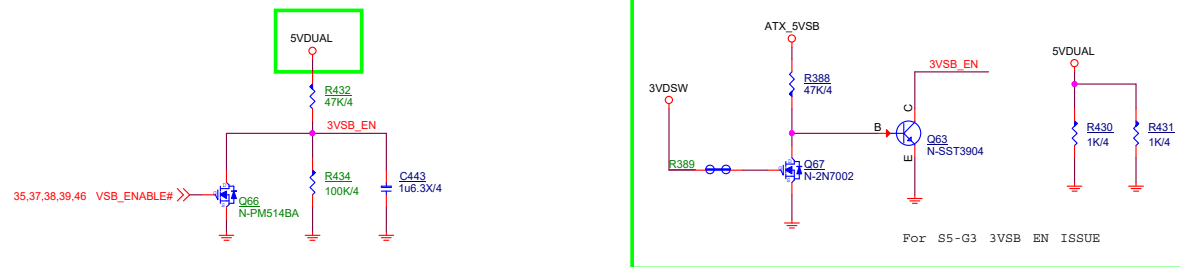 5VDUAL
R432
47K/4
3VSB_EN
R434
100K/4
C443
1u6.3X/4
35,37,38,39,46 VSB_ENABLE#
Q66
N-PM514BA
ATX_5VSB
R388
47K/4
3VDSW
R389
Q67
N-2N7002
B
C
E
3VSB_EN
Q63
N-SST3904
5VDUAL
R430
1K/4
R431
1K/4
For S5-G3 3VSB EN ISSUE